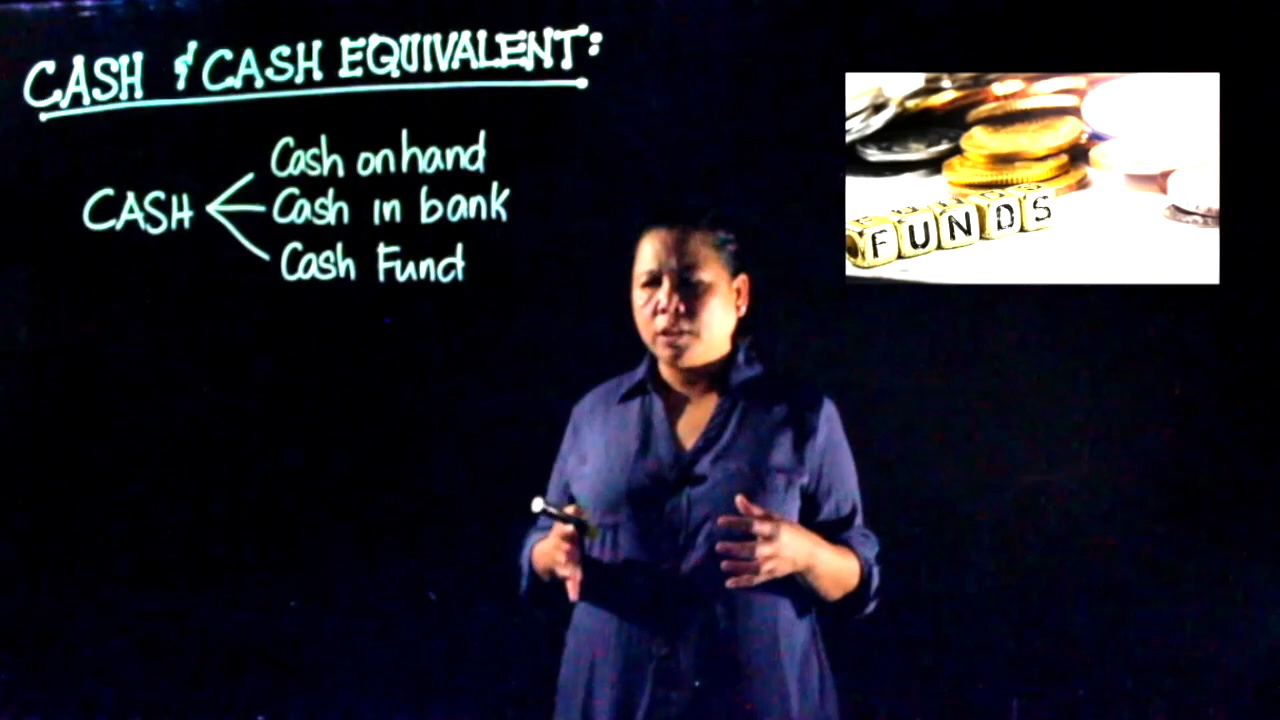 CASH & CASH EQUIVALENT:
Cash on hand
CASH
Cash in bank
Cash Fund
FUNDS